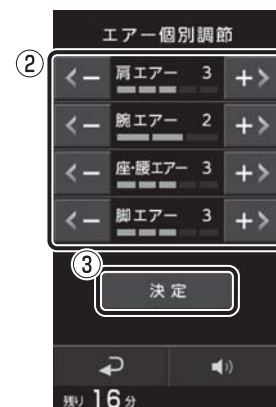 エアー個別調節
②
肩エアー 3
腕エアー 2
座・腰エアー 3
脚エアー 3
③
決定
残り 16分